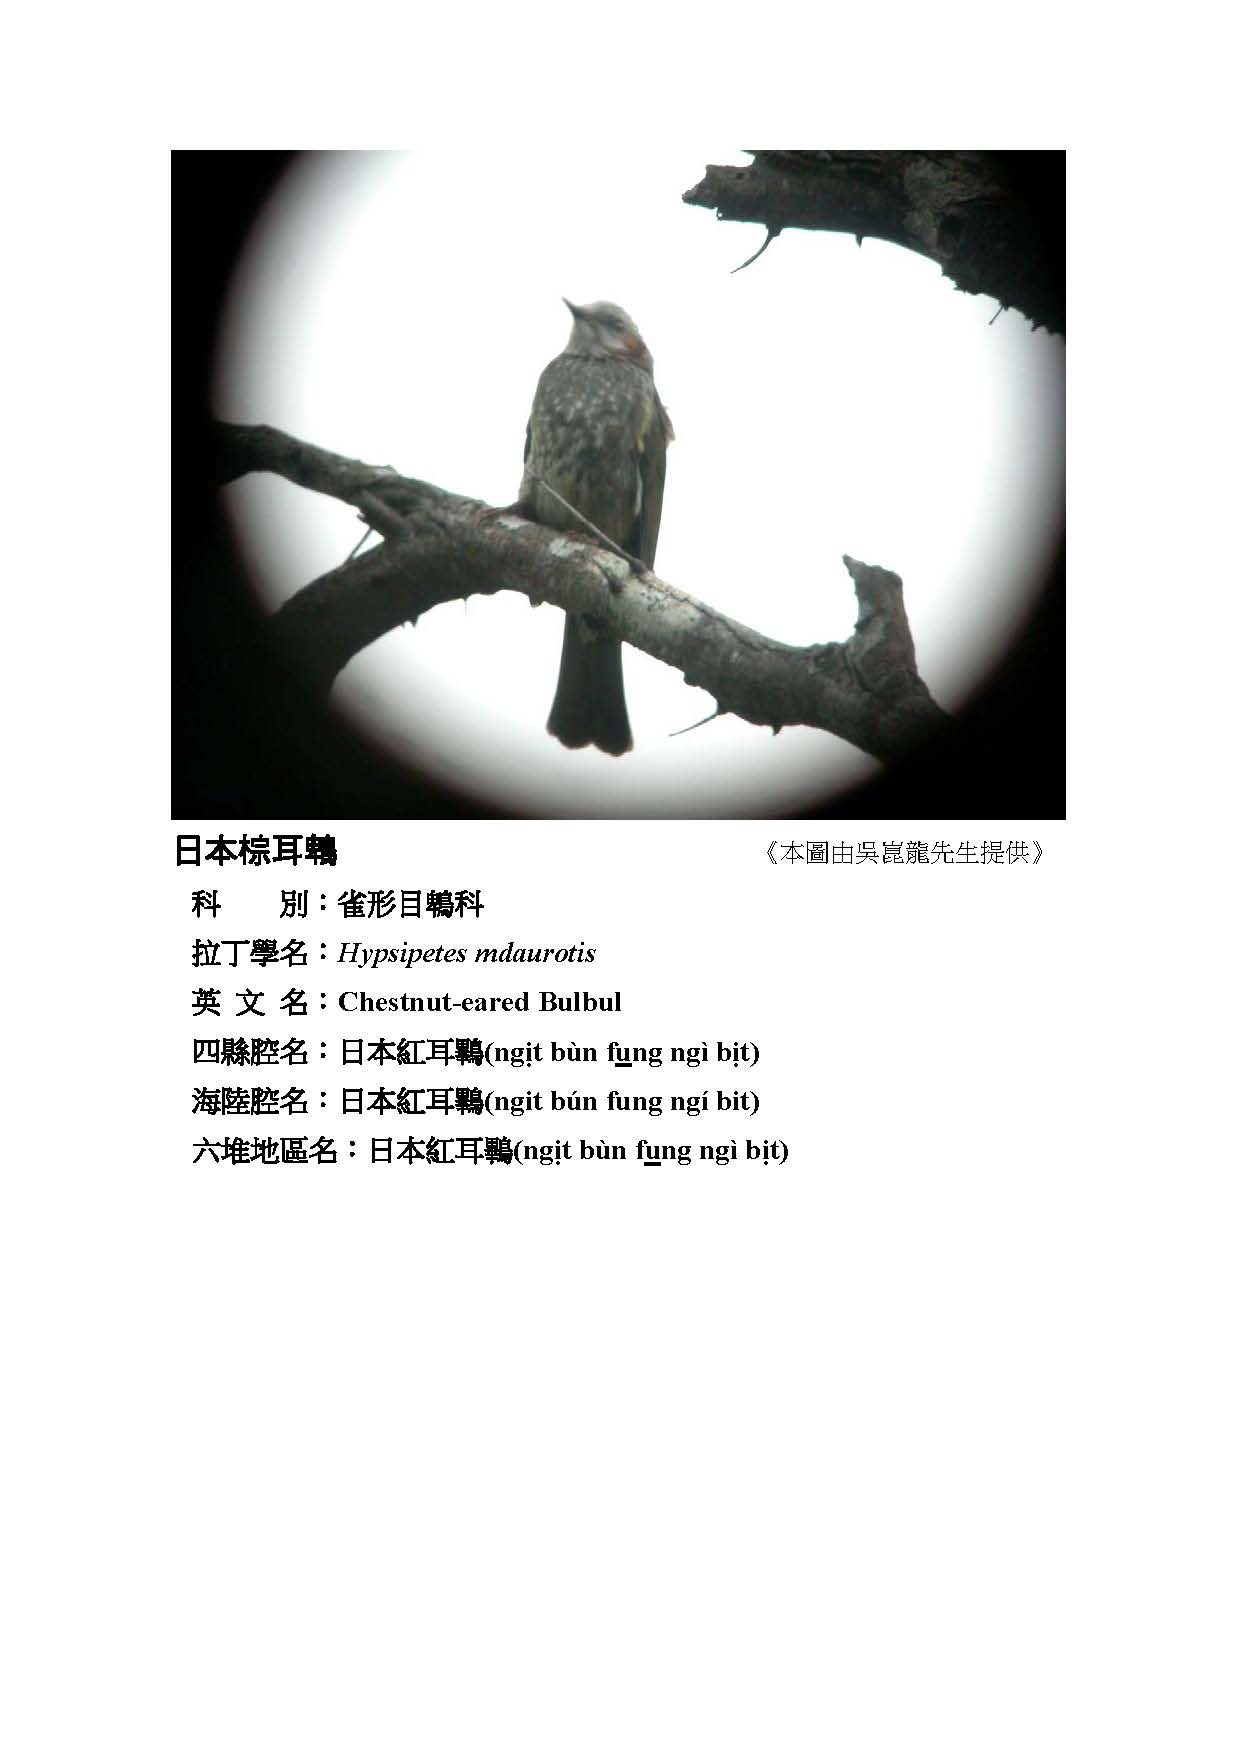 日本棕耳鵯 《本圖由吳崑龍先生提供》
科　　別：雀形目鵯科
拉丁學名：Hypsipetes mdaurotis
英 文 名：Chestnut-eared Bulbul
四縣腔名：日本紅耳鵯(ngịt bùn fu̲ng ngì bịt)
海陸腔名：日本紅耳鵯(ngit bún fung ngí bit)
六堆地區名：日本紅耳鵯(ngịt bùn fu̲ng ngì bịt)